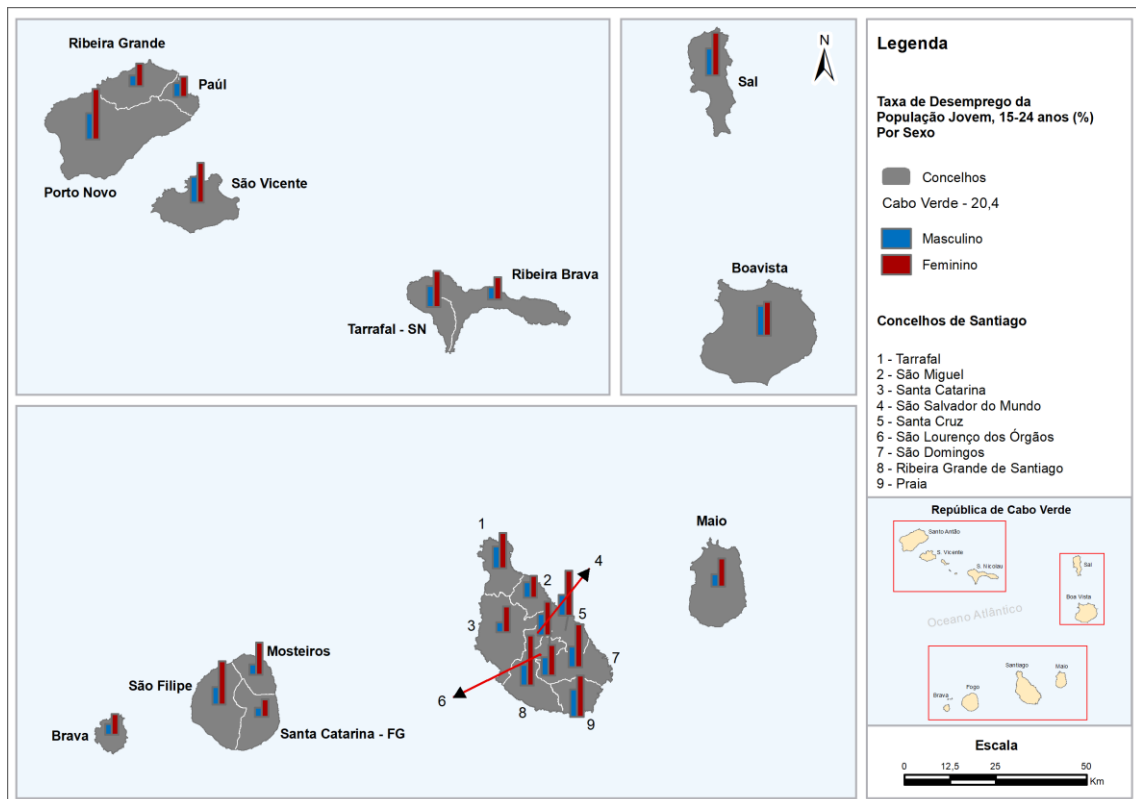 Ribeira Grande
Paúl
Porto Novo
São Vicente
Ribeira Brava
Tarrafal - SN
Sal
N
Boavista
Legenda
Taxa de Desemprego da
População Jovem, 15-24 anos (%)
Por Sexo
Concelhos
Cabo Verde - 20,4
Masculino
Feminino
Concelhos de Santiago
1 - Tarrafal
2 - São Miguel
3 - Santa Catarina
4 - São Salvador do Mundo
5 - Santa Cruz
6 - São Lourenço dos Órgãos
7 - São Domingos
8 - Ribeira Grande de Santiago
9 - Praia
1
2
3
4
5
6
7
8
9
Maio
Mosteiros
São Filipe
Santa Catarina - FG
Brava
República de Cabo Verde
Santo Antão
S. Vicente
S. Nicolau
Sal
Boa Vista
Oceano Atlântico
Santiago
Maio
Fogo
Brava
Escala
0 12,5 25 50
Km